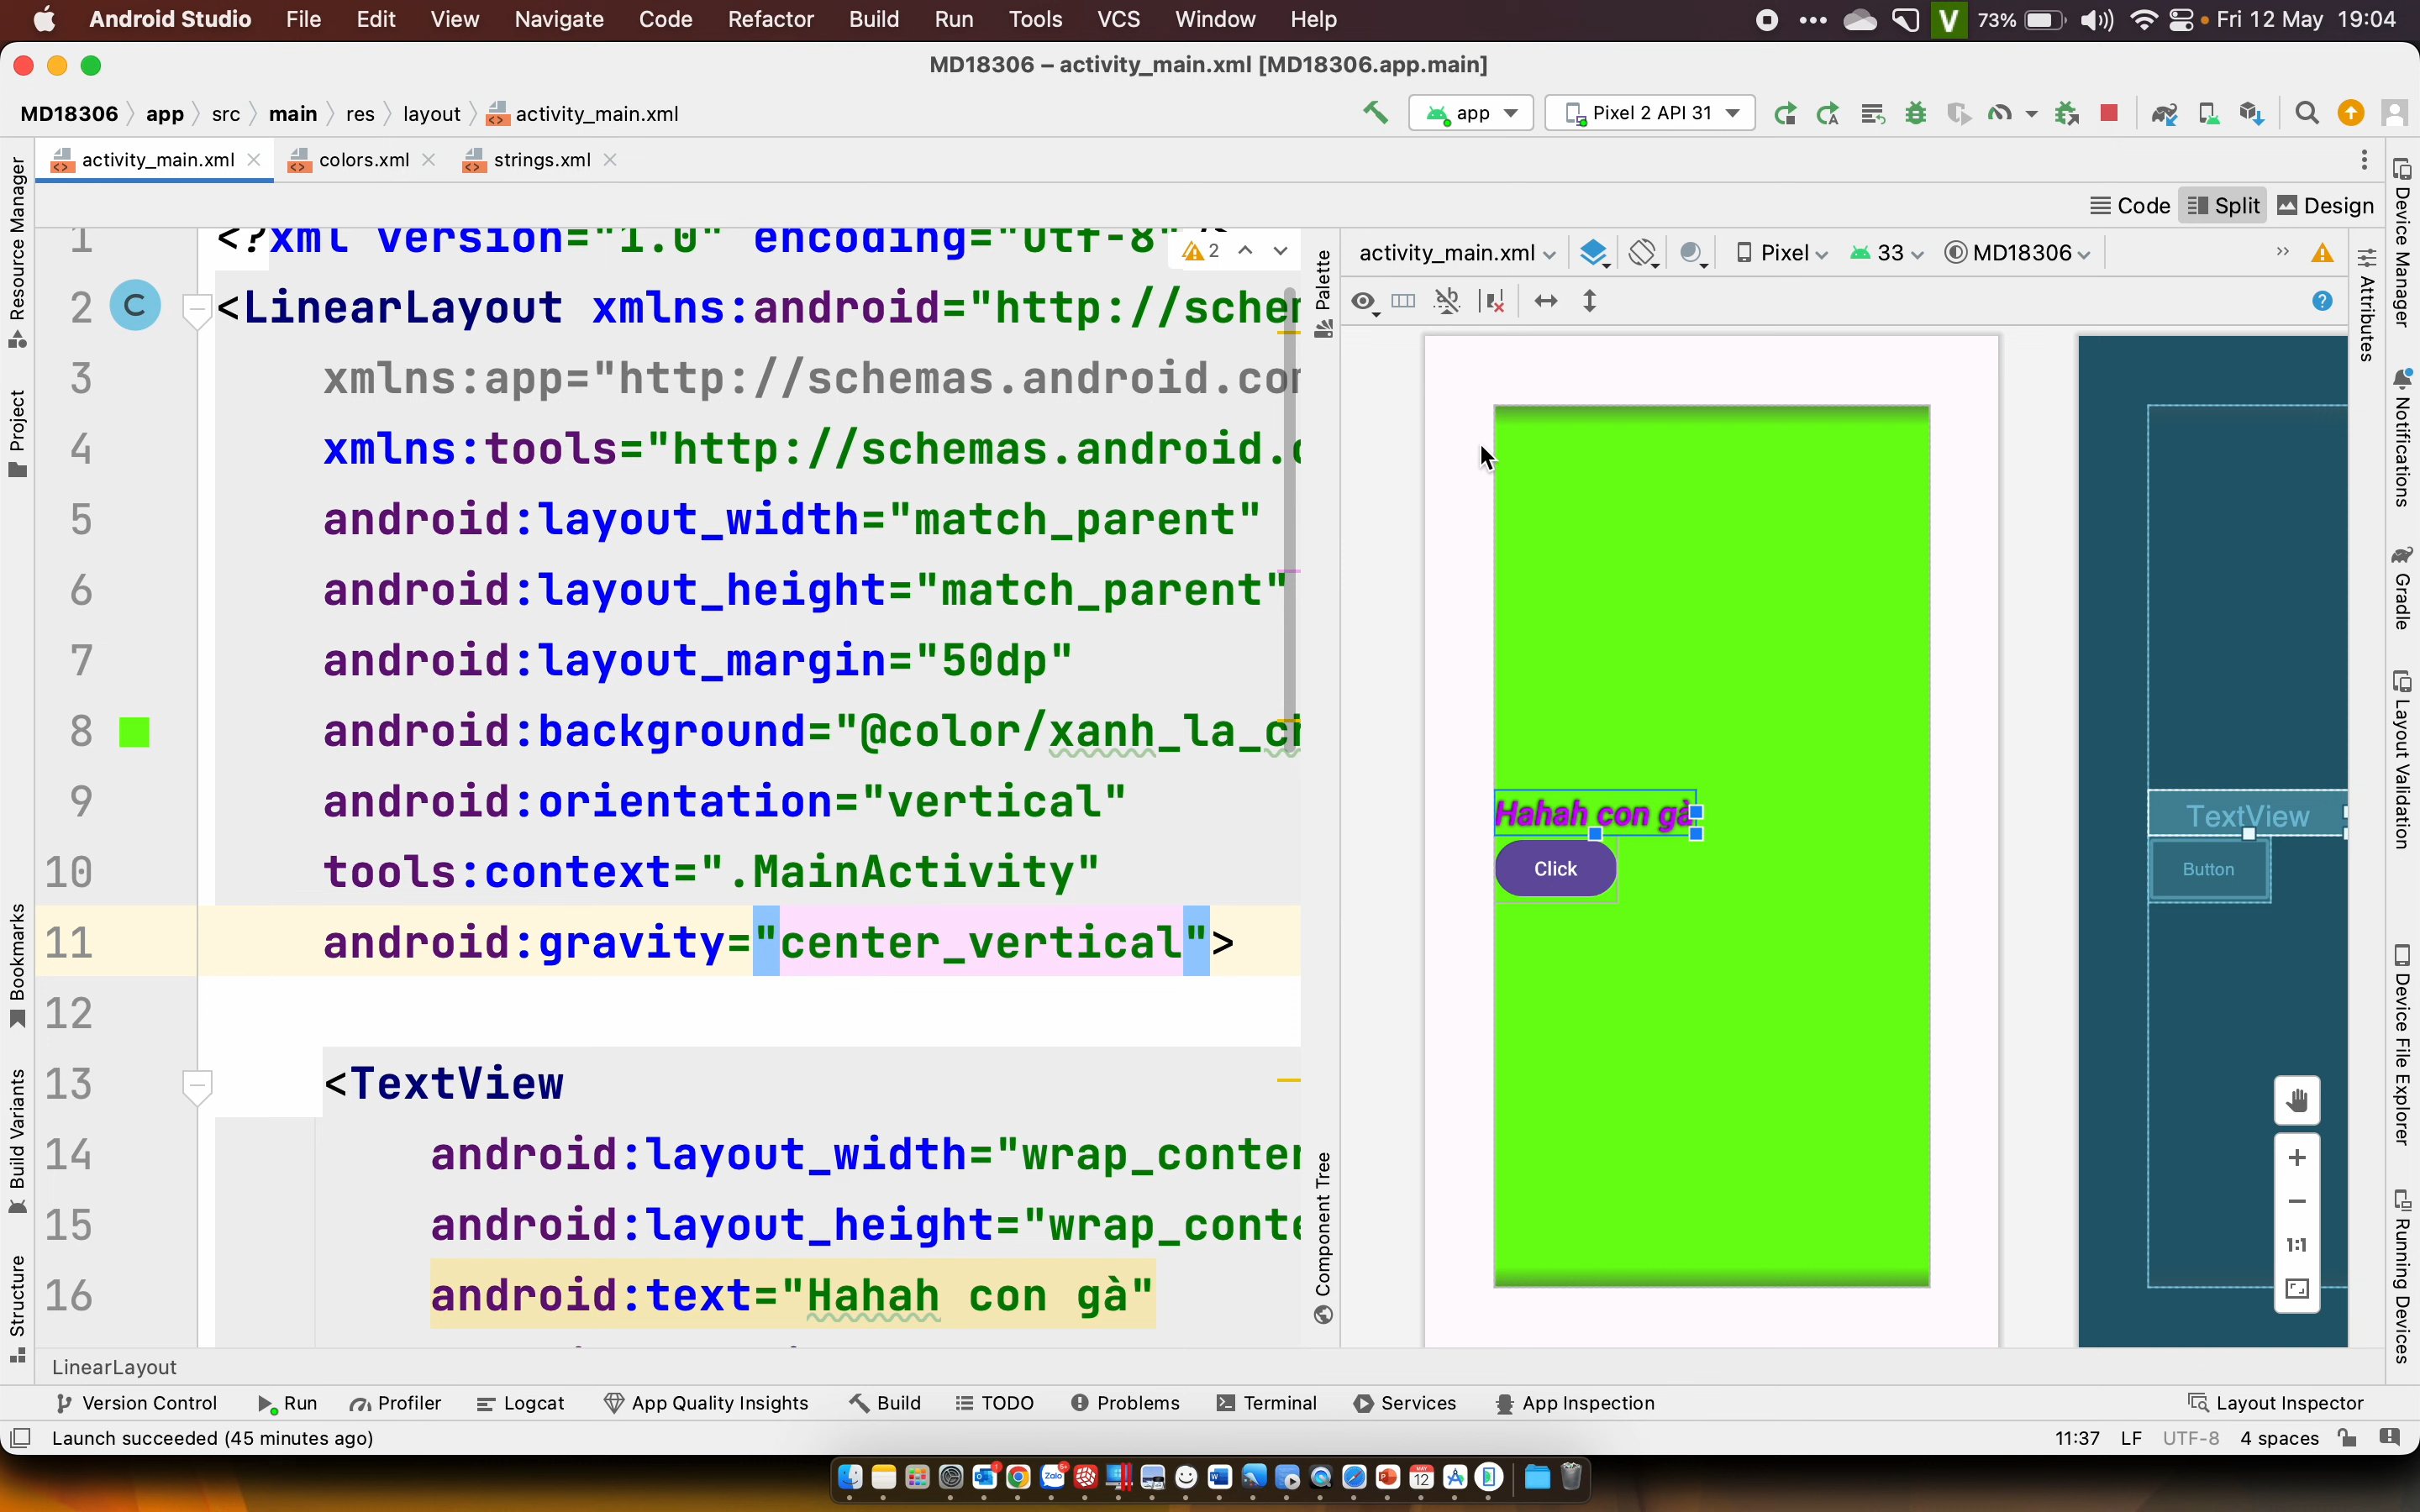 Android Studio File Edit View Navigate Code Refactor Build Run Tools VCS Window Help 73% Fri 12 May 19:04
MD18306 – activity_main.xml [MD18306.app.main]
MD18306 app src main res layout activity_main.xml app Pixel 2 API 31
activity_main.xml colors.xml strings.xml
Code Split Design
1 <?xml version="1.0" encoding="utf-8"?>
2
2 C <LinearLayout xmlns:android="http://schem
3 xmlns:app="http://schemas.android.com
4 xmlns:tools="http://schemas.android.c
5 android:layout_width="match_parent"
6 android:layout_height="match_parent"
7 android:layout_margin="50dp"
8 android:background="@color/xanh_la_ch
9 android:orientation="vertical"
10 tools:context=".MainActivity"
11 android:gravity="center_vertical">
12
13 <TextView
14 android:layout_width="wrap_conten
15 android:layout_height="wrap_conte
16 android:text="Hahah con gà"
LinearLayout
activity_main.xml Pixel 33 MD18306
Hahah con gà
Click
TextView
Button
1:1
Resource Manager
Project
Bookmarks
Build Variants
Structure
Palette
Component Tree
Attributes
Device Manager
Notifications
Gradle
Layout Validation
Device File Explorer
Running Devices
Version Control Run Profiler Logcat App Quality Insights Build TODO Problems Terminal Services App Inspection Layout Inspector
Launch succeeded (45 minutes ago) 11:37 LF UTF-8 4 spaces
Zalo
12